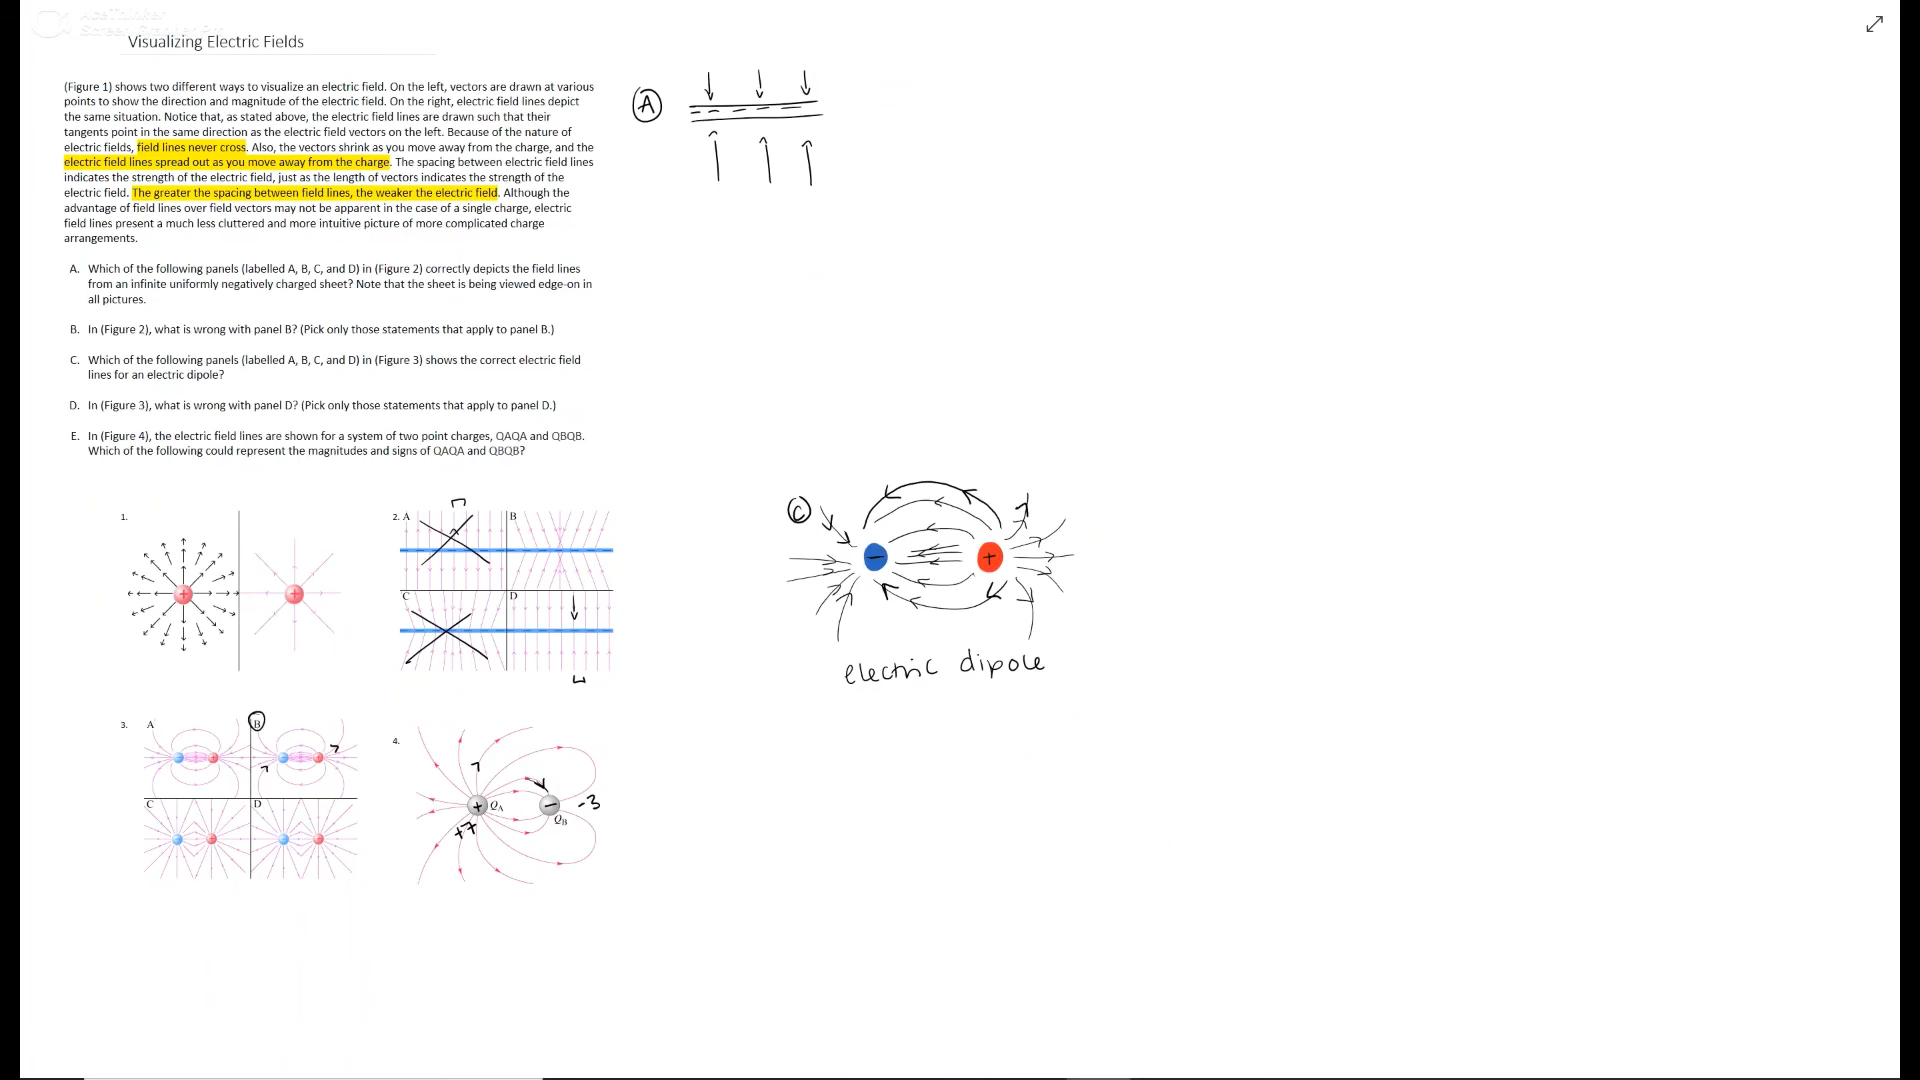 AceThinker
Screen Grabber Pro
Visualizing Electric Fields
(Figure 1) shows two different ways to visualize an electric field. On the left, vectors are drawn at various
points to show the direction and magnitude of the electric field. On the right, electric field lines depict
the same situation. Notice that, as stated above, the electric field lines are drawn such that their
tangents point in the same direction as the electric field vectors on the left. Because of the nature of
electric fields, field lines never cross. Also, the vectors shrink as you move away from the charge, and the
electric field lines spread out as you move away from the charge. The spacing between electric field lines
indicates the strength of the electric field, just as the length of vectors indicates the strength of the
electric field. The greater the spacing between field lines, the weaker the electric field. Although the
advantage of field lines over field vectors may not be apparent in the case of a single charge, electric
field lines present a much less cluttered and more intuitive picture of more complicated charge
arrangements.
A. Which of the following panels (labelled A, B, C, and D) in (Figure 2) correctly depicts the field lines
from an infinite uniformly negatively charged sheet? Note that the sheet is being viewed edge-on in
all pictures.
B. In (Figure 2), what is wrong with panel B? (Pick only those statements that apply to panel B.)
C. Which of the following panels (labelled A, B, C, and D) in (Figure 3) shows the correct electric field
lines for an electric dipole?
D. In (Figure 3), what is wrong with panel D? (Pick only those statements that apply to panel D.)
E. In (Figure 4), the electric field lines are shown for a system of two point charges, QAQA and QBQB.
Which of the following could represent the magnitudes and signs of QAQA and QBQB?
A
C
- +
electric dipole
1.
+ +
2. A B
C D
3. A B
C D
4.
+ QA - -3
+7 QB